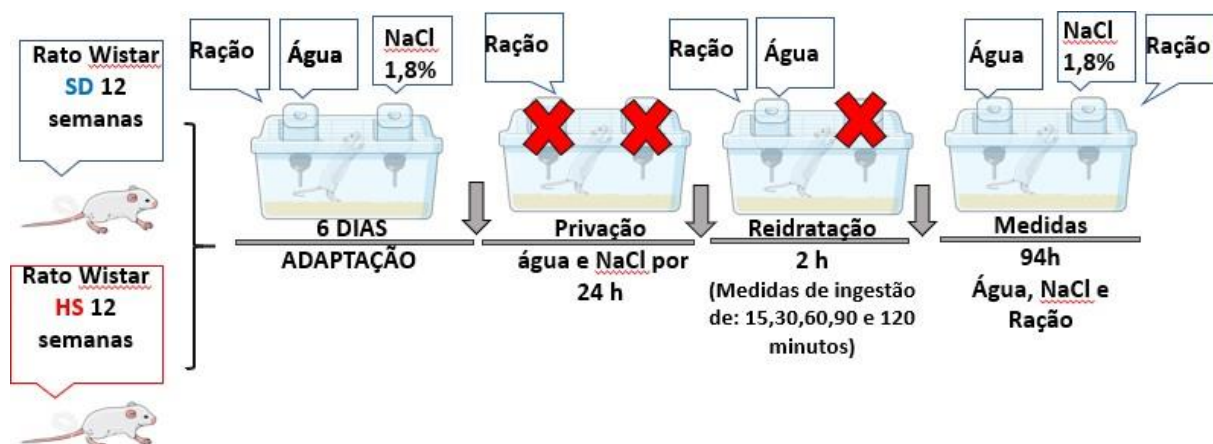 Rato Wistar
SD 12
semanas
Rato Wistar
HS 12
semanas
Ração
Água
NaCl
1,8%
6 DIAS
ADAPTAÇÃO
Ração
Privação
água e NaCl por
24 h
Ração
Água
Reidratação
2 h
(Medidas de ingestão
de: 15,30,60,90 e 120
minutos)
Água
NaCl
1,8%
Ração
Medidas
94h
Água, NaCl e
Ração